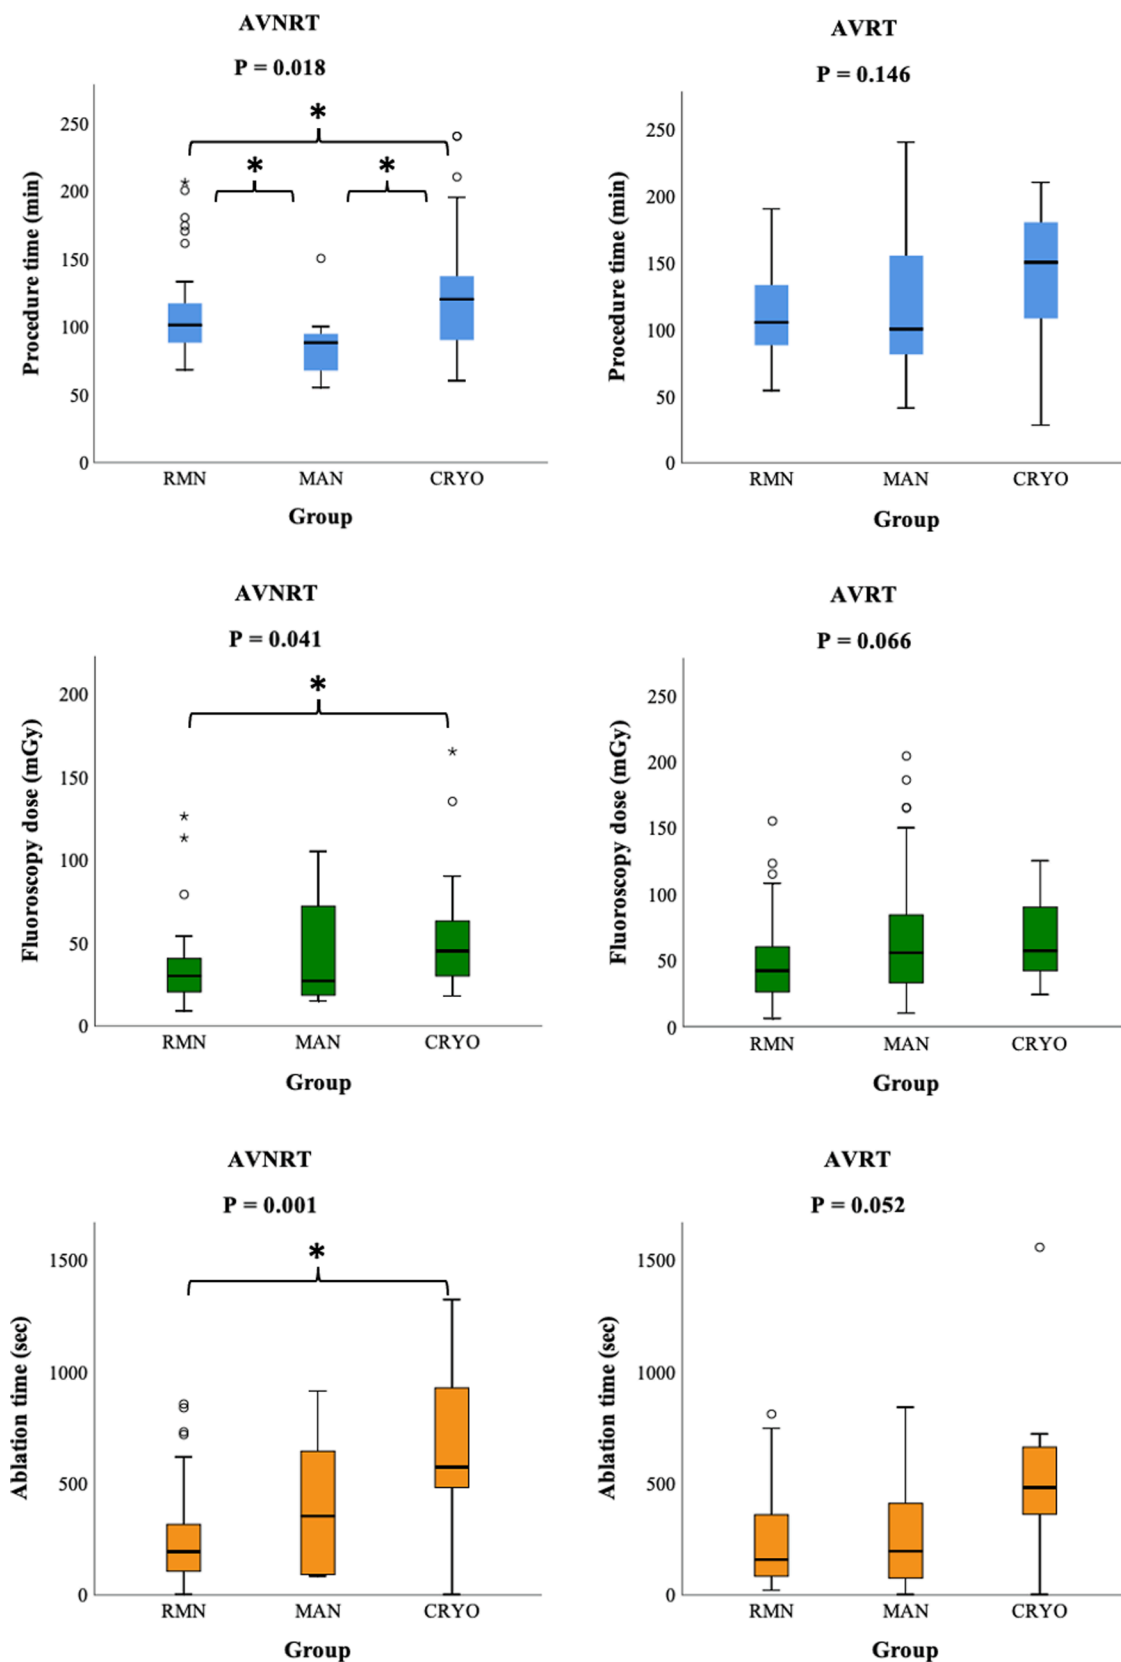 AVNRT
P = 0.018
*
*
*
Procedure time (min)
250
200
150
100
50
0
RMN MAN CRYO
Group
AVRT
P = 0.146
Procedure time (min)
250
200
150
100
50
0
RMN MAN CRYO
Group
AVNRT
P = 0.041
*
Fluoroscopy dose (mGy)
200
150
100
50
0
RMN MAN CRYO
Group
AVRT
P = 0.066
Fluoroscopy dose (mGy)
250
200
150
100
50
0
RMN MAN CRYO
Group
AVNRT
P = 0.001
*
Ablation time (sec)
1500
1000
500
0
RMN MAN CRYO
Group
AVRT
P = 0.052
Ablation time (sec)
1500
1000
500
0
RMN MAN CRYO
Group